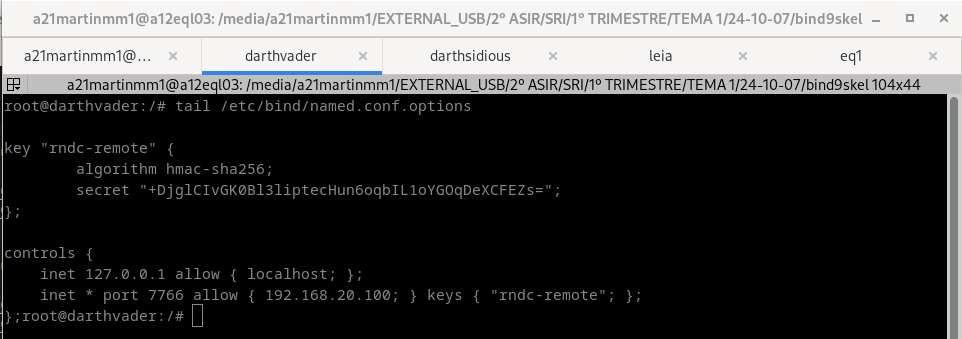 a21martinmm1@a12eql03: /media/a21martinmm1/EXTERNAL_USB/2º ASIR/SRI/1º TRIMESTRE/TEMA 1/24-10-07/bind9skel
a21martinmm1@... × darthvader × darthsidious × leia × eq1 ×
a21martinmm1@a12eql03: /media/a21martinmm1/EXTERNAL_USB/2º ASIR/SRI/1º TRIMESTRE/TEMA 1/24-10-07/bind9skel 104x44
root@darthvader:/# tail /etc/bind/named.conf.options
key "rndc-remote" {
algorithm hmac-sha256;
secret "+DjglCIvGK0Bl3liptecHun6oqbIL1oYGOqDeXCFEZs=";
};
controls {
inet 127.0.0.1 allow { localhost; };
inet * port 7766 allow { 192.168.20.100; } keys { "rndc-remote"; };
};root@darthvader:/#